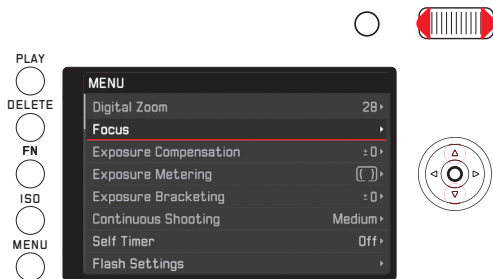 PLAY
DELETE
FN
ISO
MENU
MENU
Digital Zoom 28
Focus
Exposure Compensation ±0
Exposure Metering
Exposure Bracketing ±0
Continuous Shooting Medium
Self Timer Off
Flash Settings